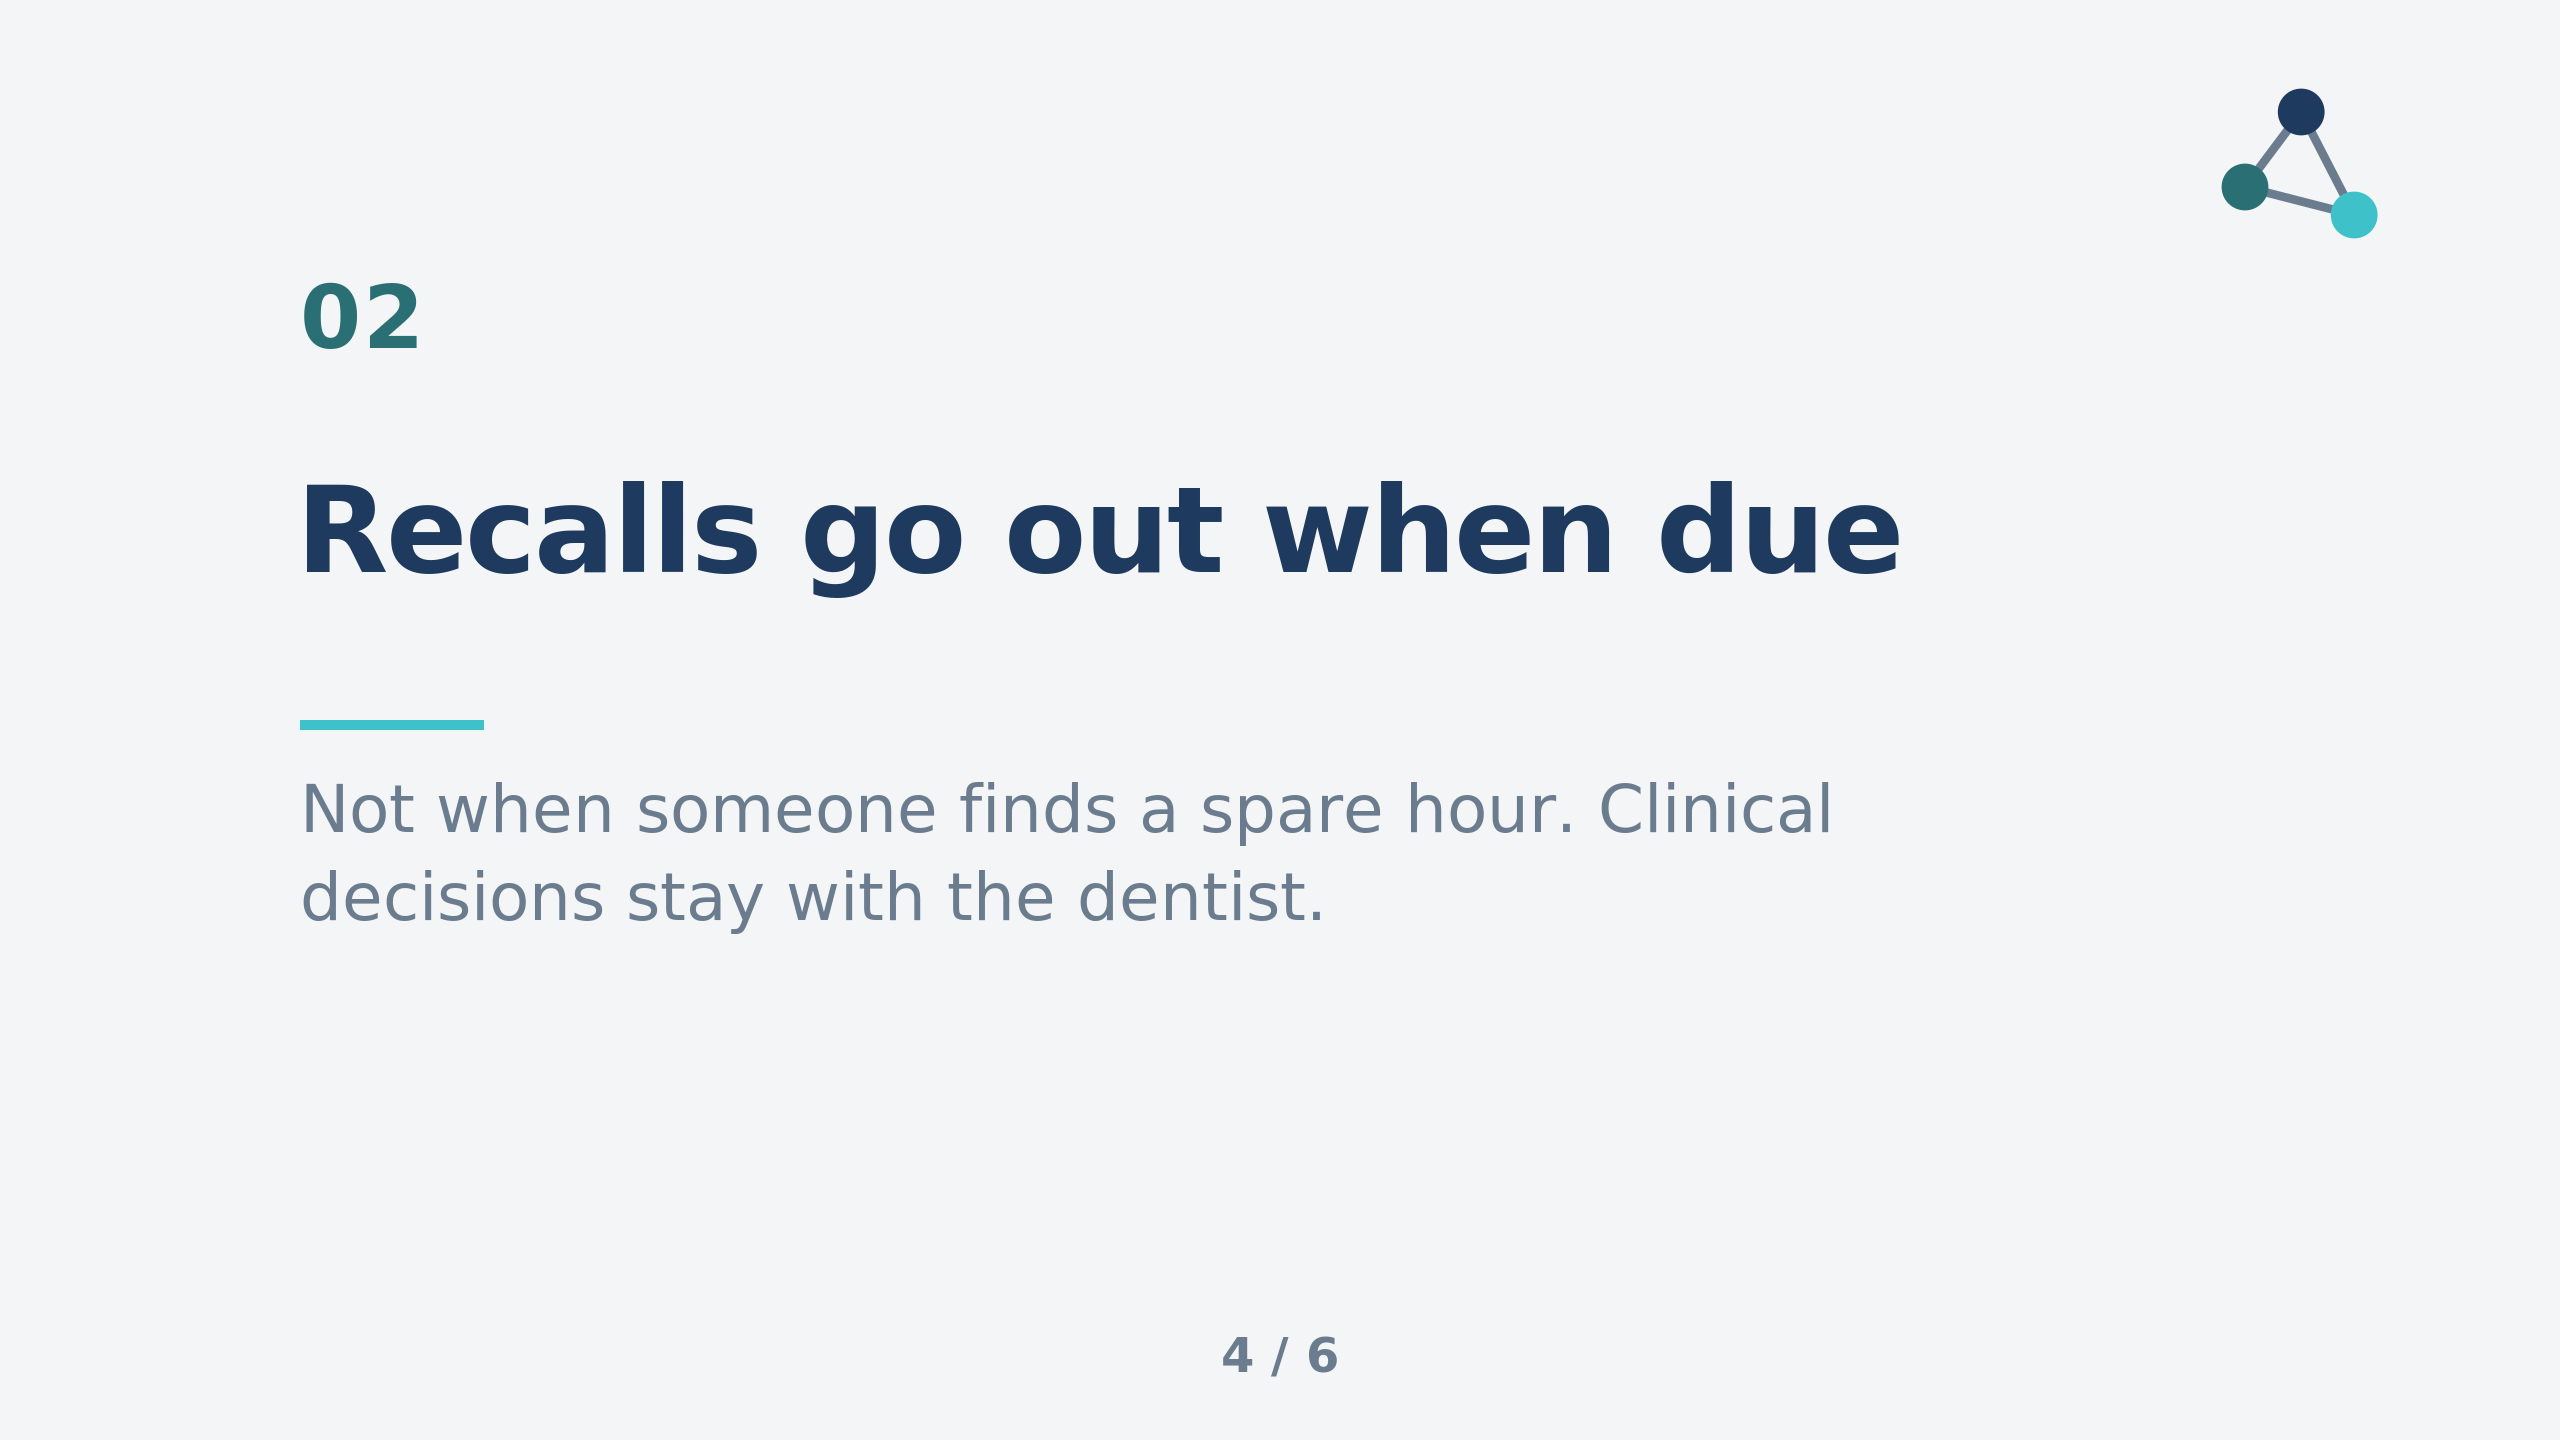 02
Recalls go out when due
Not when someone finds a spare hour. Clinical
decisions stay with the dentist.
4 / 6